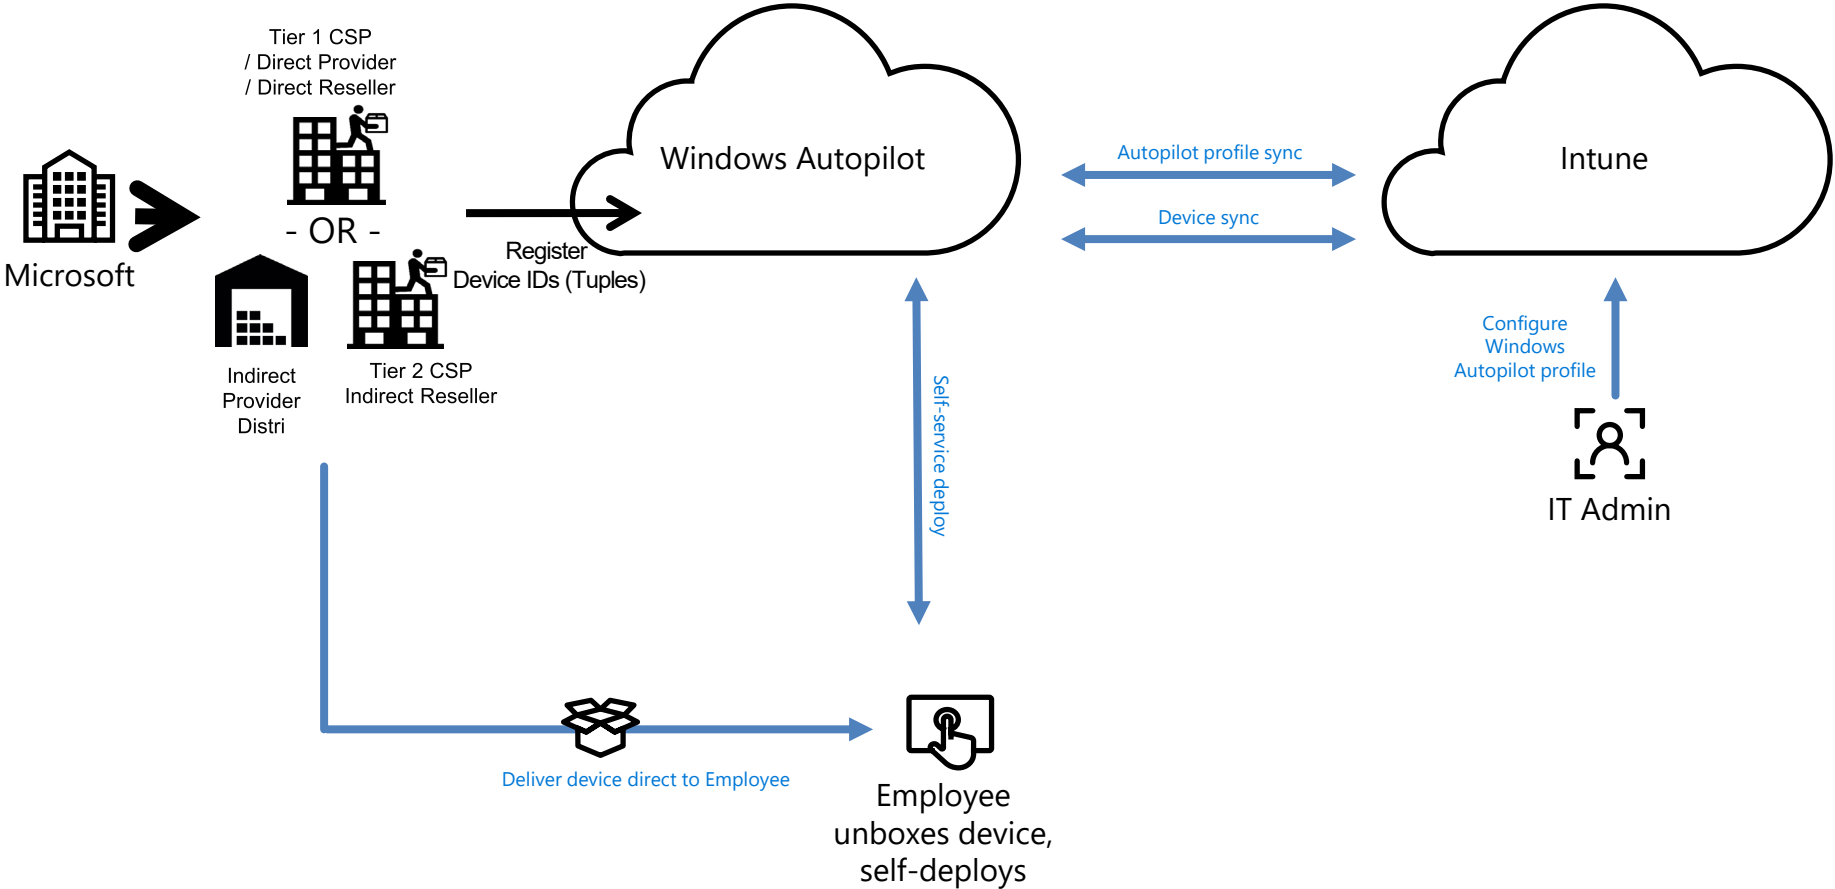 Tier 1 CSP
/ Direct Provider
/ Direct Reseller
- OR -
Microsoft
Indirect
Provider
Distri
Tier 2 CSP
Indirect Reseller
Register
Device IDs (Tuples)
Windows Autopilot
Autopilot profile sync
Device sync
Intune
Configure
Windows
Autopilot profile
IT Admin
Self-service deploy
Deliver device direct to Employee
Employee
unboxes device,
self-deploys